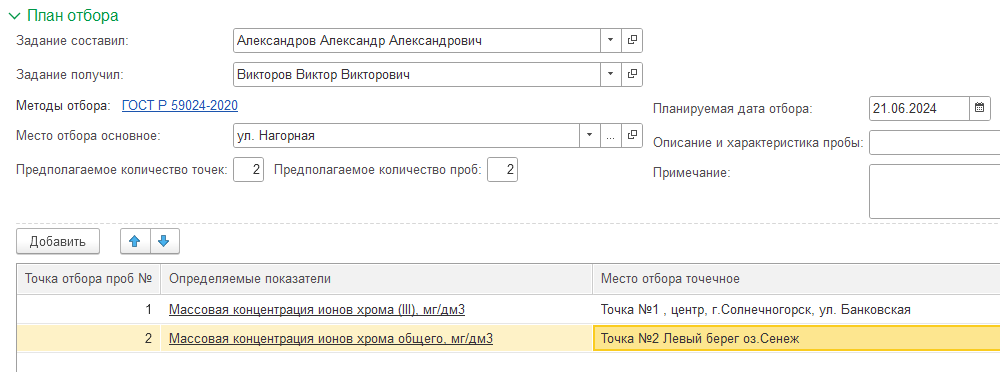 План отбора
Задание составил: Александров Александр Александрович
Задание получил: Викторов Виктор Викторович
Методы отбора: ГОСТ Р 59024-2020
Планируемая дата отбора: 21.06.2024
Место отбора основное: ул. Нагорная ...
Описание и характеристика пробы:
Предполагаемое количество точек: 2 Предполагаемое количество проб: 2
Примечание:
Добавить
Точка отбора проб № Определяемые показатели Место отбора точечное
1 Массовая концентрация ионов хрома (III), мг/дм3 Точка №1 , центр, г.Солнечногорск, ул. Банковская
2 Массовая концентрация ионов хрома общего, мг/дм3 Точка №2 Левый берег оз.Сенеж